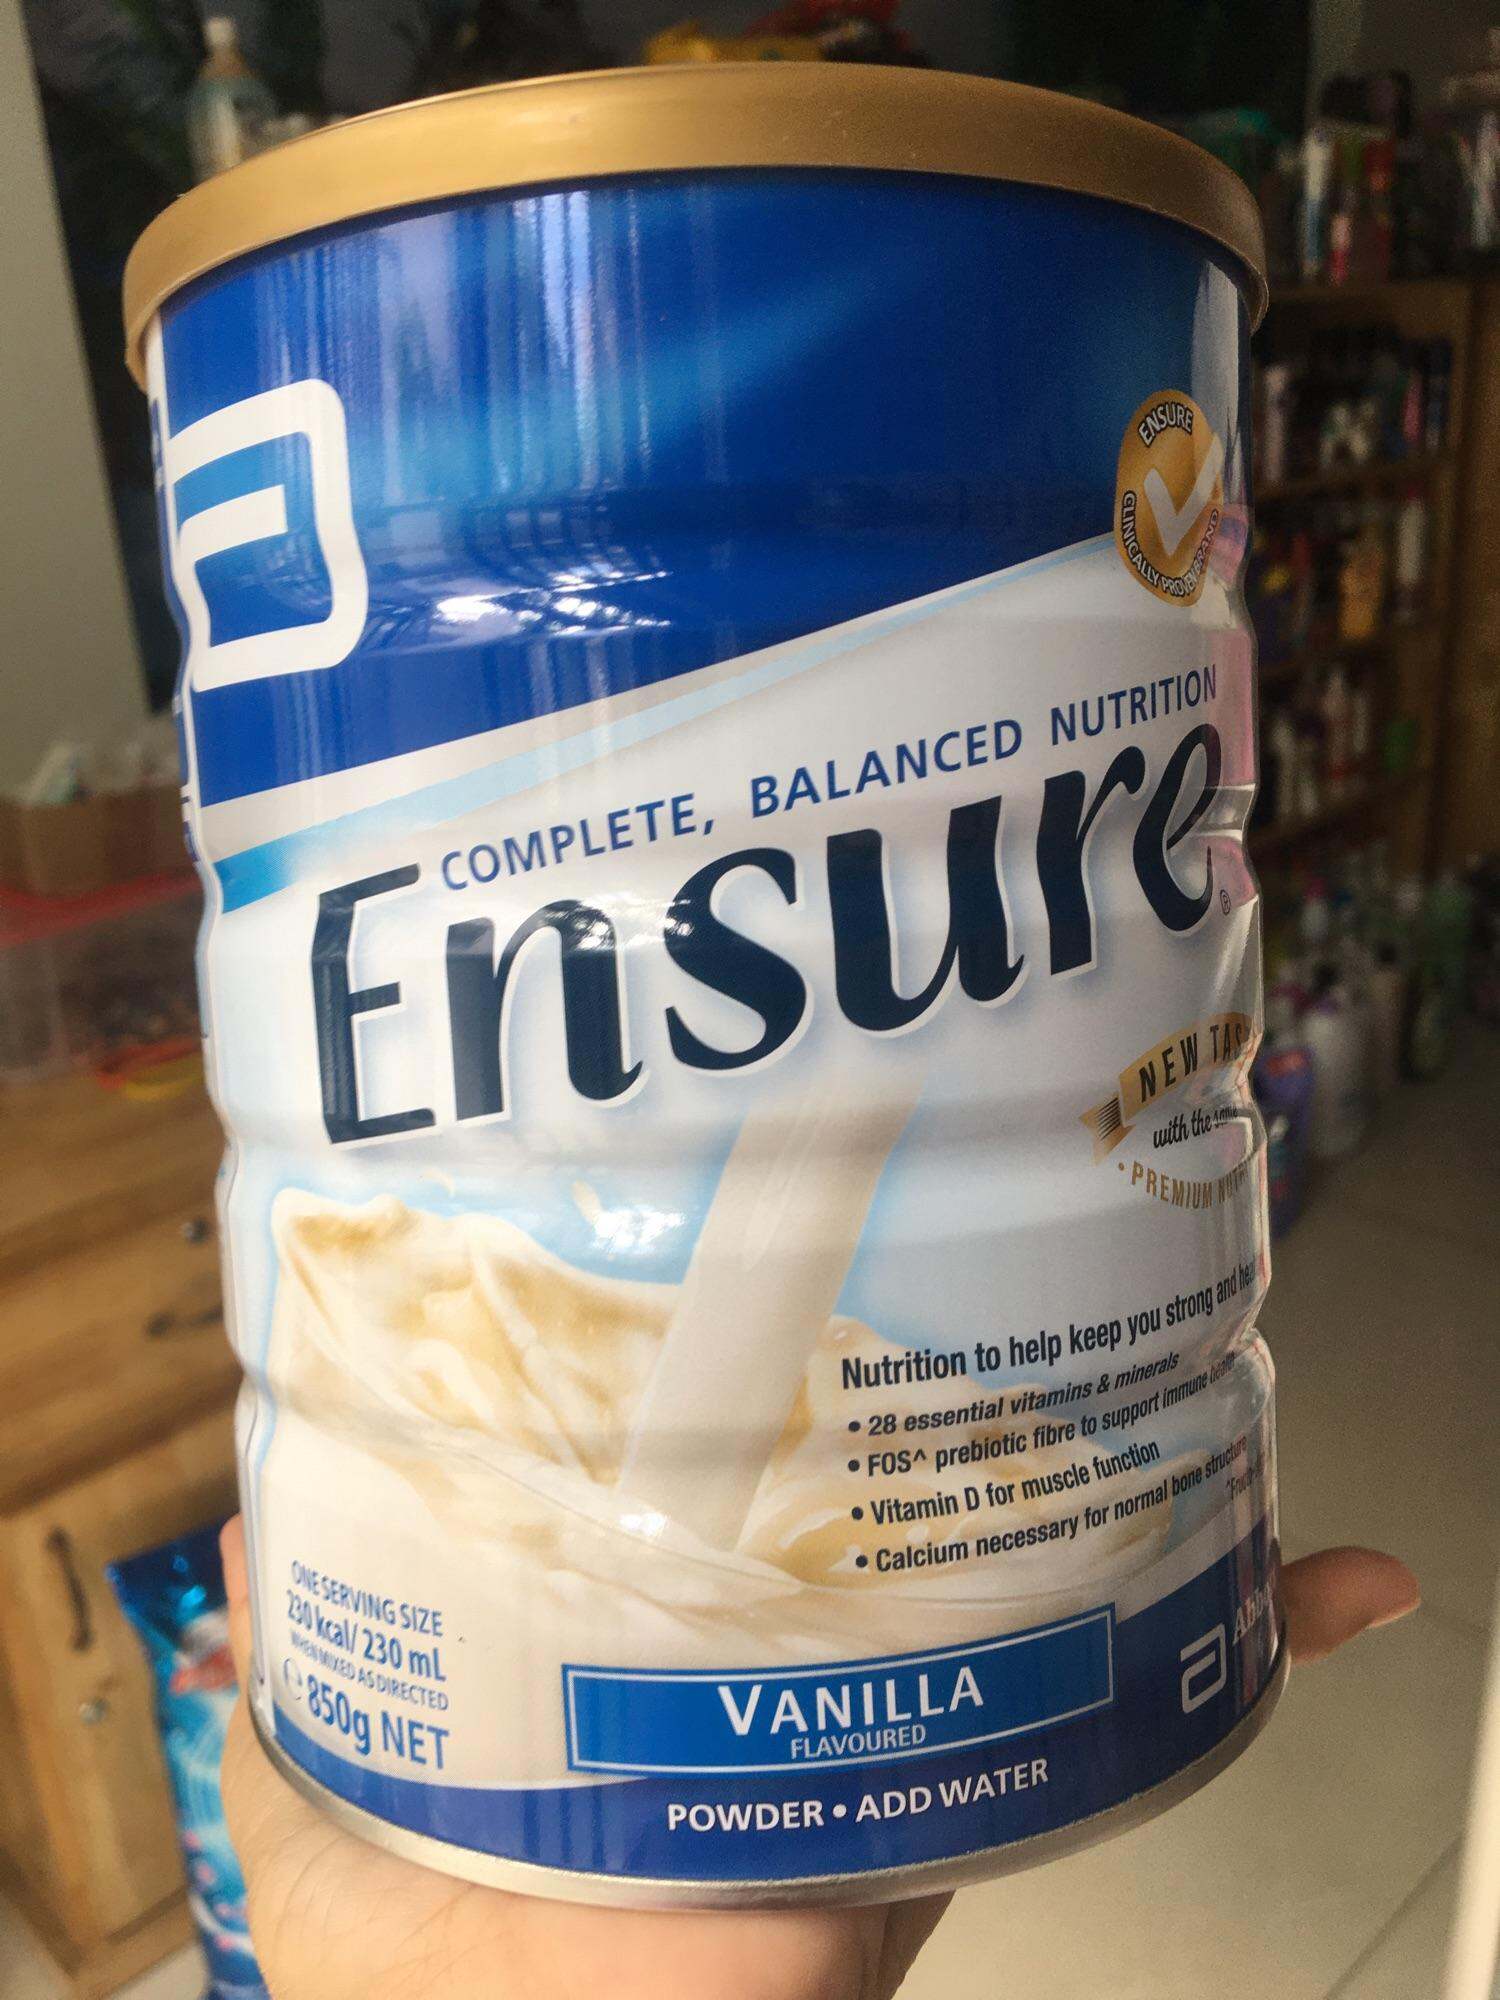 ENSURE
CLINICALLY PROVEN BRAND
COMPLETE, BALANCED NUTRITION
Ensure®
NEW
with the
• PREMIUM
Nutrition to help keep you strong and
• 28 essential vitamins & minerals
• FOS^ prebiotic fibre to support immune
• Vitamin D for muscle function
• Calcium necessary for normal bone structure
ONE SERVING SIZE
230 kcal/ 230 mL
WHEN MIXED AS DIRECTED
℮ 850g NET
VANILLA
FLAVOURED
POWDER • ADD WATER